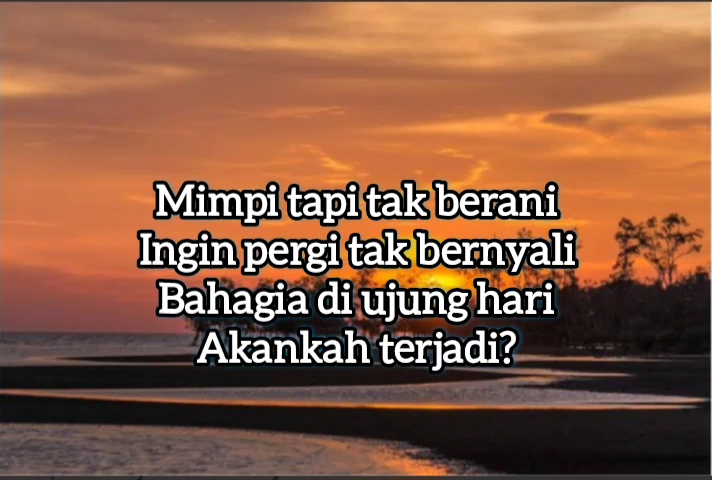 Mimpi tapi tak berani
Ingin pergi tak bernyali
Bahagia di ujung hari
Akankah terjadi?